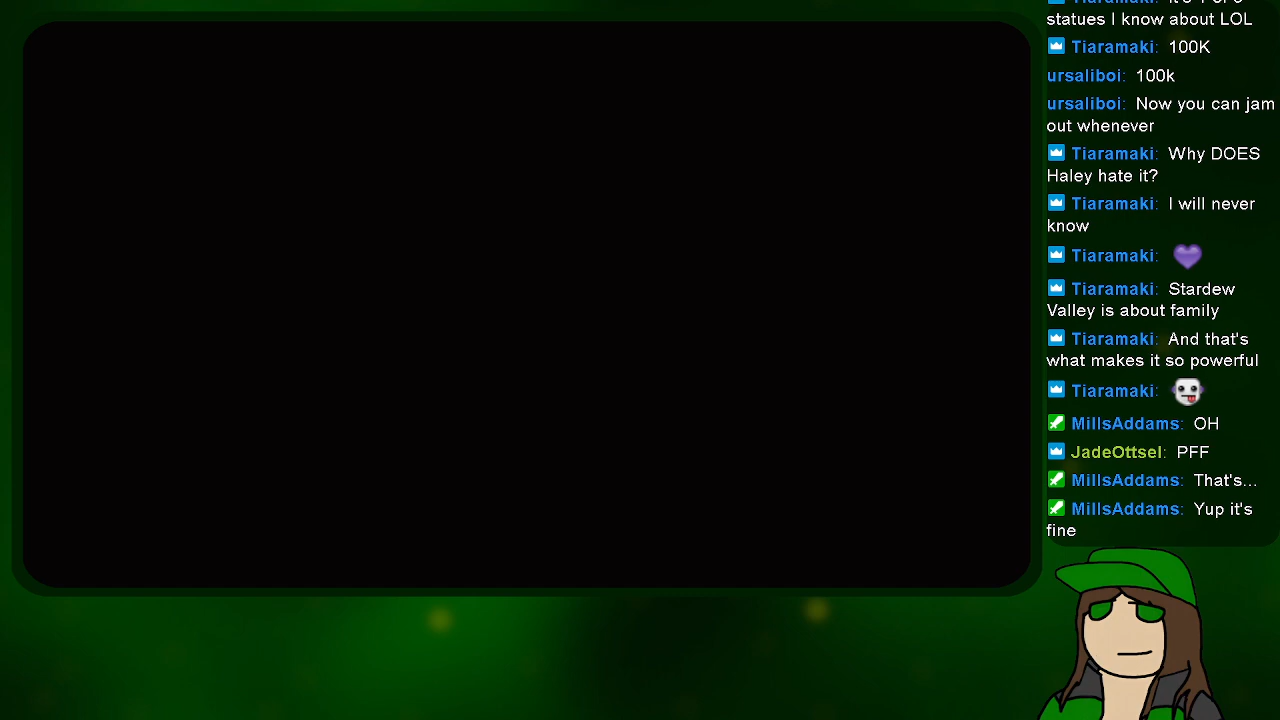 statues I know about LOL
Tiaramaki: 100K
ursaliboi: 100k
ursaliboi: Now you can jam
out whenever
Tiaramaki: Why DOES
Haley hate it?
Tiaramaki: I will never
know
Tiaramaki:
Tiaramaki: Stardew
Valley is about family
Tiaramaki: And that's
what makes it so powerful
Tiaramaki:
MillsAddams: OH
JadeOttsel: PFF
MillsAddams: That's...
MillsAddams: Yup it's
fine